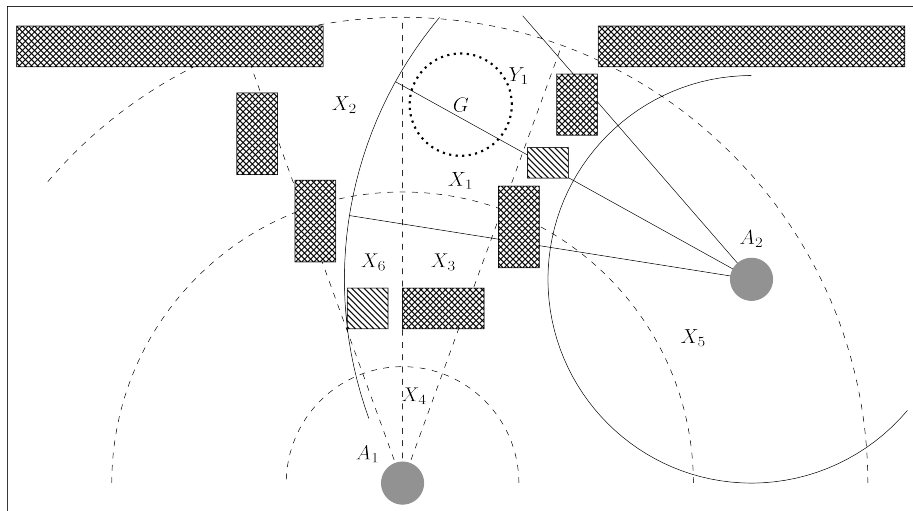 Y₁
X₂
G
X₁
A₂
X₆
X₃
X₅
X₄
A₁